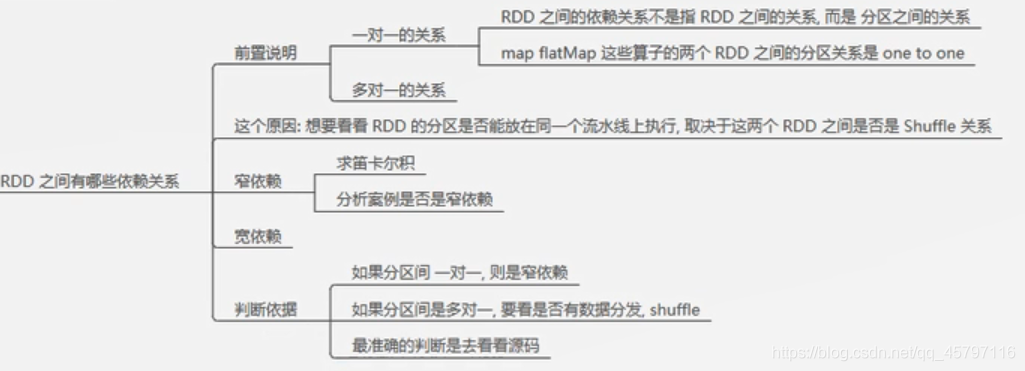 RDD 之间的依赖关系不是指 RDD 之间的关系, 而是 分区之间的关系
一对一的关系
前置说明
map flatMap 这些算子的两个 RDD 之间的分区关系是 one to one
多对一的关系
这个原因: 想要看看 RDD 的分区是否能放在同一个流水线上执行, 取决于这两个 RDD 之间是否是 Shuffle 关系
求笛卡尔积
RDD 之间有哪些依赖关系
窄依赖
分析案例是否是窄依赖
宽依赖
如果分区间 一对一, 则是窄依赖
判断依据
如果分区间是多对一, 要看是否有数据分发, shuffle
最准确的判断是去看看源码
https://blog.csdn.net/qq_45797116